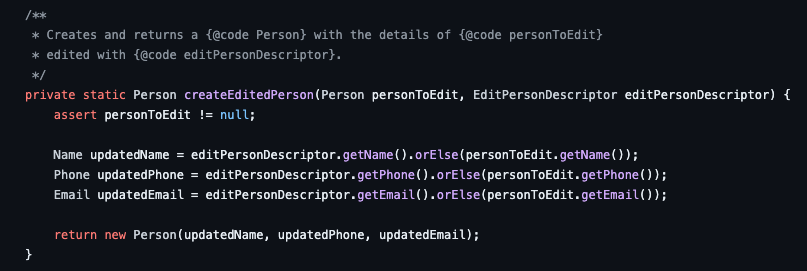 /**
 * Creates and returns a {@code Person} with the details of {@code personToEdit}
 * edited with {@code editPersonDescriptor}.
 */
private static Person createEditedPerson(Person personToEdit, EditPersonDescriptor editPersonDescriptor) {
    assert personToEdit != null;

    Name updatedName = editPersonDescriptor.getName().orElse(personToEdit.getName());
    Phone updatedPhone = editPersonDescriptor.getPhone().orElse(personToEdit.getPhone());
    Email updatedEmail = editPersonDescriptor.getEmail().orElse(personToEdit.getEmail());

    return new Person(updatedName, updatedPhone, updatedEmail);
}